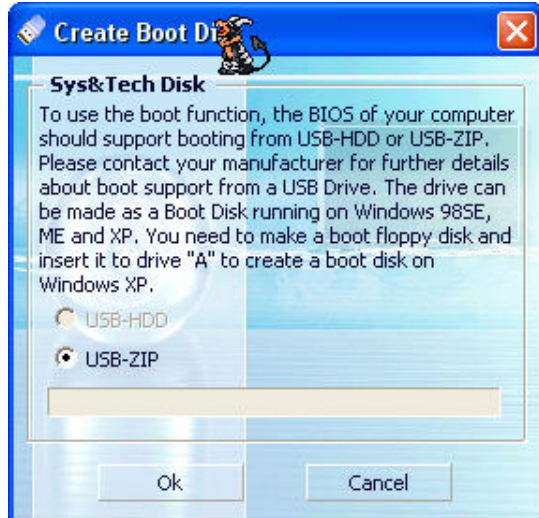 Create Boot Di
Sys&Tech Disk
To use the boot function, the BIOS of your computer
should support booting from USB-HDD or USB-ZIP.
Please contact your manufacturer for further details
about boot support from a USB Drive. The drive can
be made as a Boot Disk running on Windows 98SE,
ME and XP. You need to make a boot floppy disk and
insert it to drive "A" to create a boot disk on
Windows XP.
USB-HDD
USB-ZIP
Ok Cancel